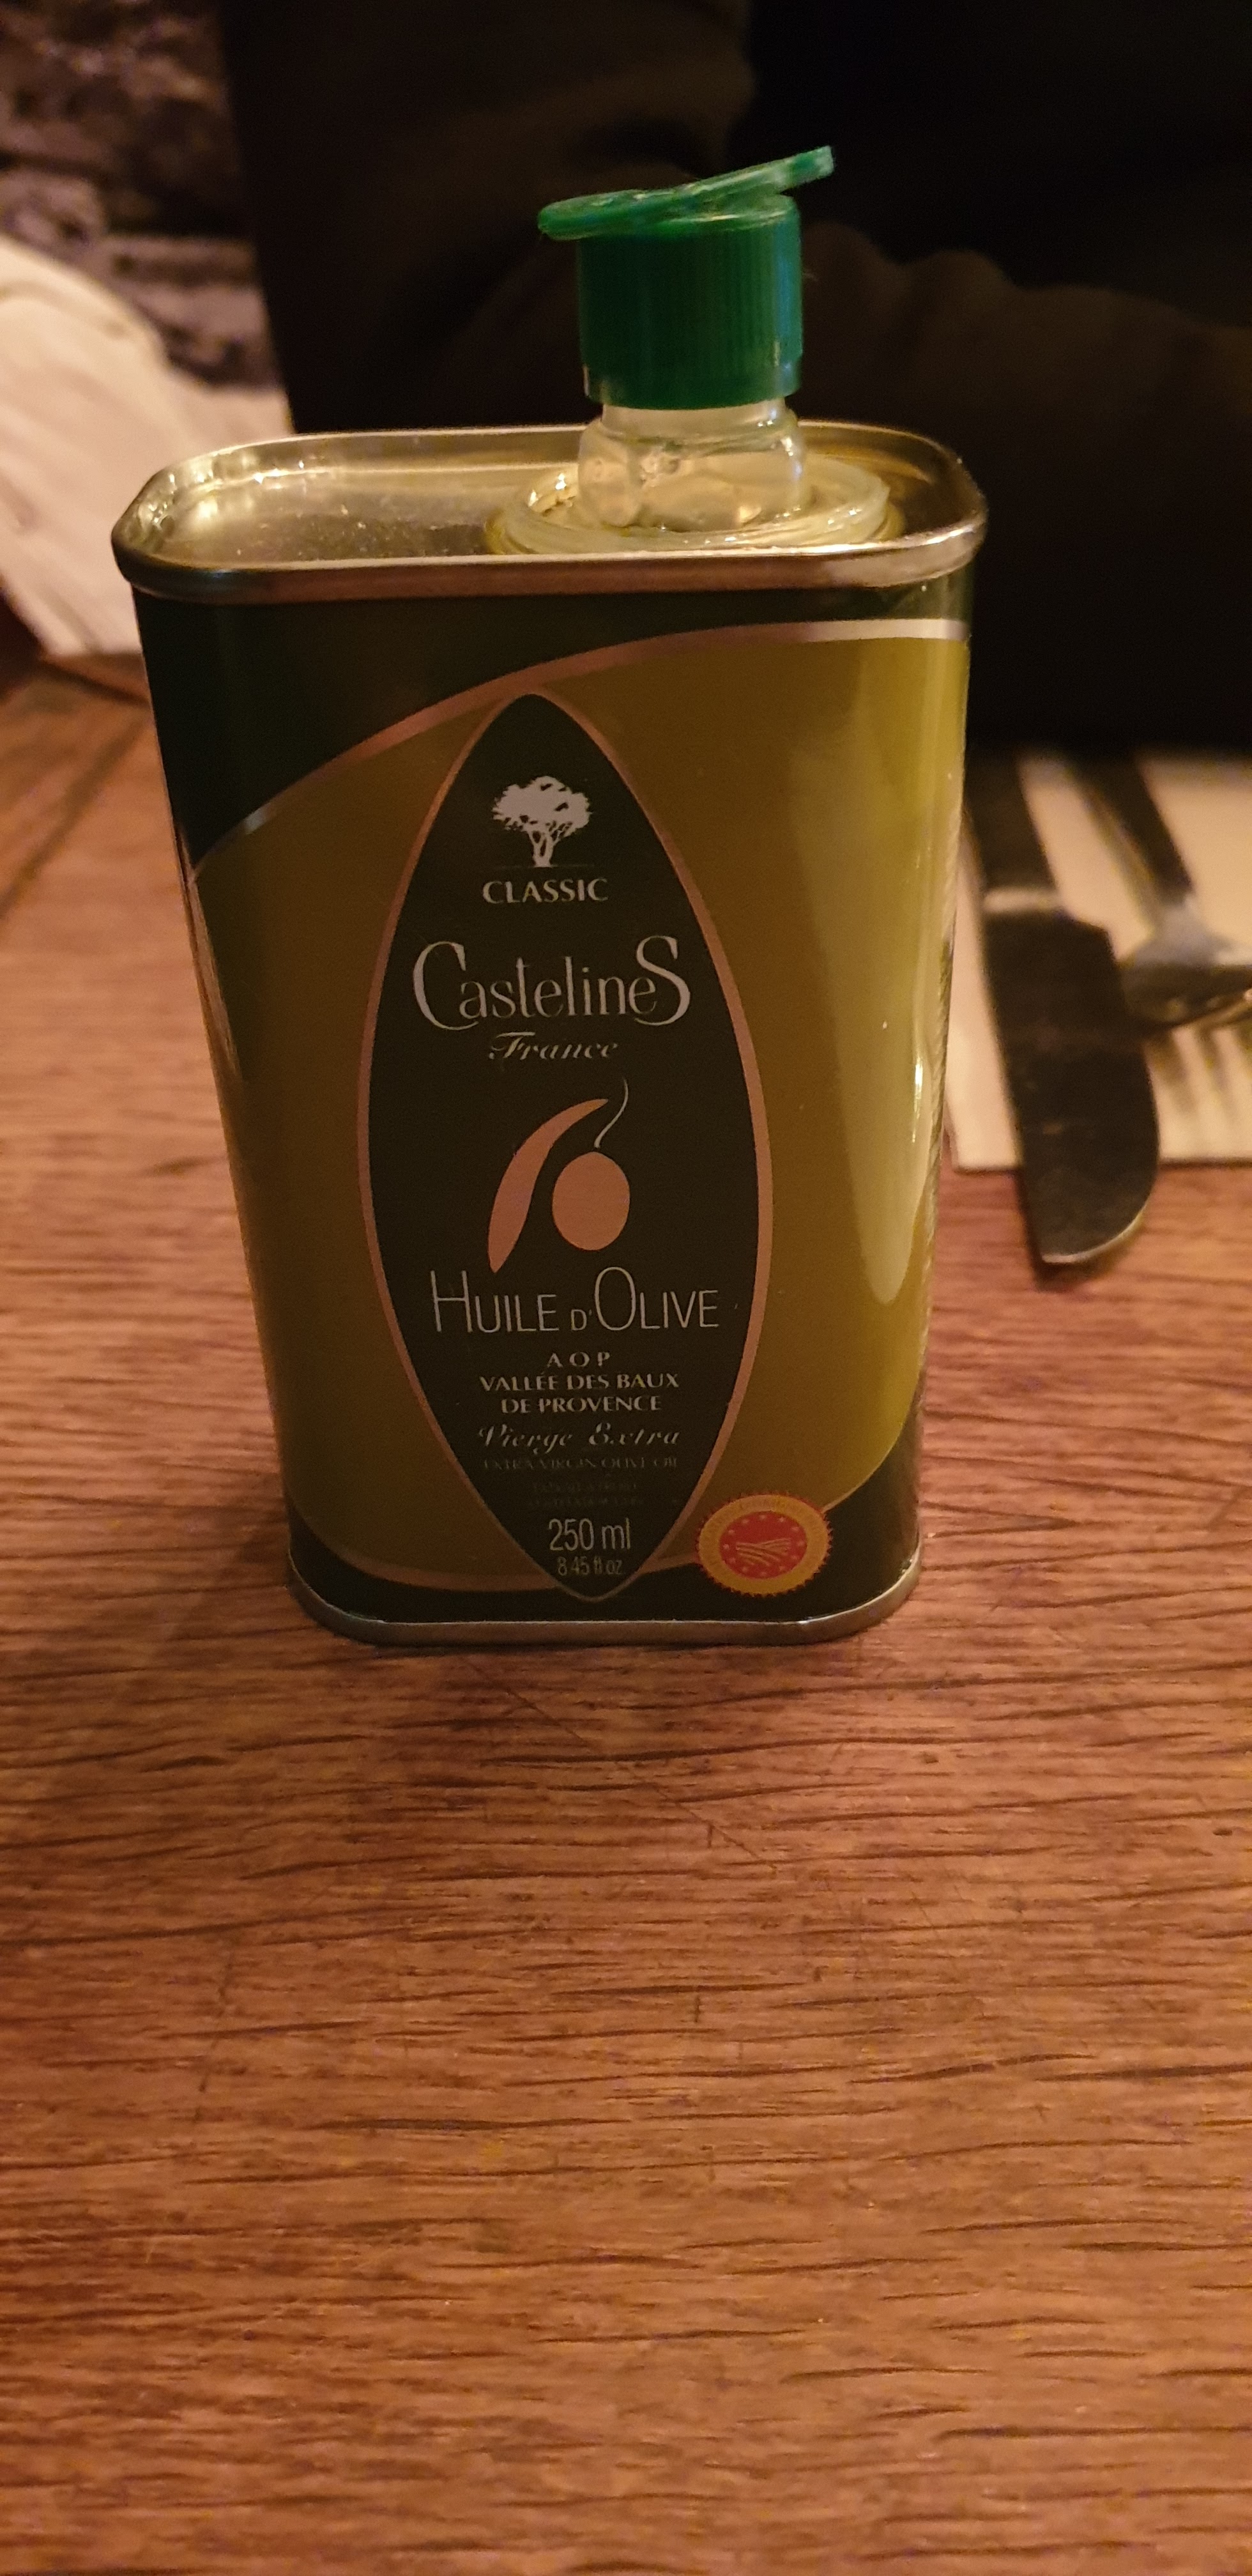 CLASSIC
CastelineS
France
HUILE D'OLIVE
AOP
VALLÉE DES BAUX
DE PROVENCE
Vierge Extra
EXTRA VIRGIN OLIVE OIL
250 ml
8.45 fl oz